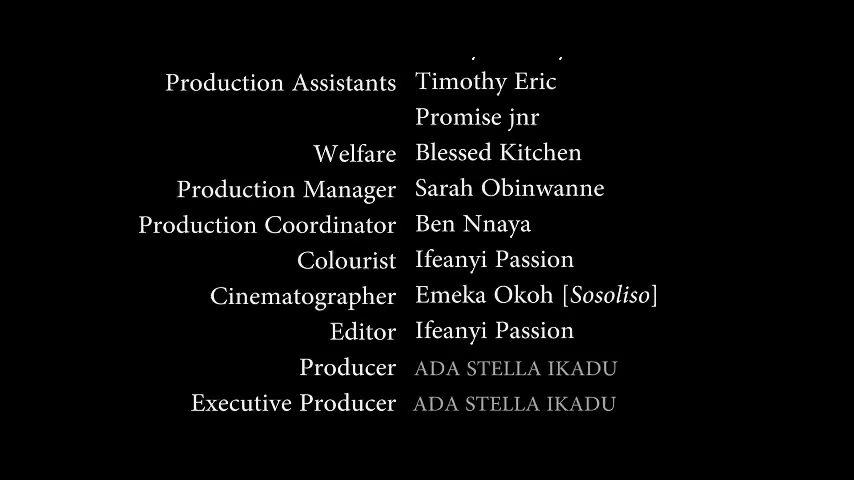 Production Assistants Timothy Eric
Promise jnr
Welfare Blessed Kitchen
Production Manager Sarah Obinwanne
Production Coordinator Ben Nnaya
Colourist Ifeanyi Passion
Cinematographer Emeka Okoh [Sosoliso]
Editor Ifeanyi Passion
Producer ADA STELLA IKADU
Executive Producer ADA STELLA IKADU